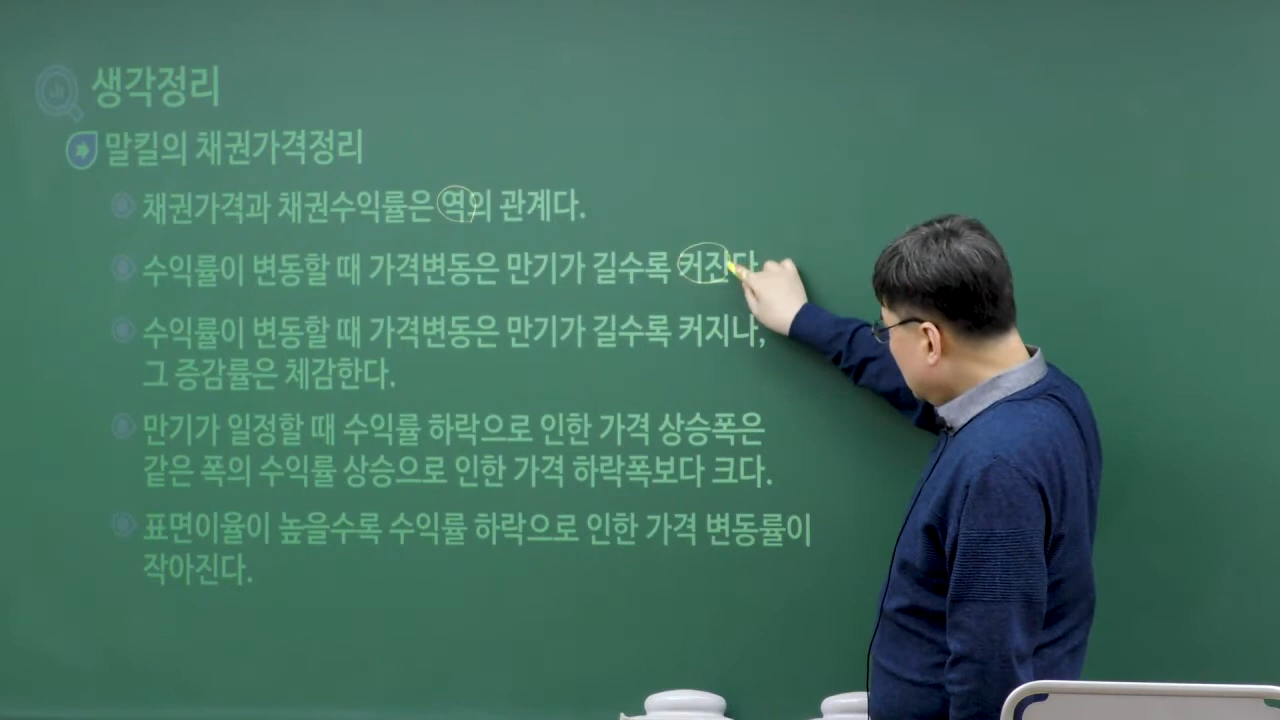 생각정리
말킬의 채권가격정리
채권가격과 채권수익률은 역의 관계다.
수익률이 변동할 때 가격변동은 만기가 길수록 커진다
수익률이 변동할 때 가격변동은 만기가 길수록 커지나,
그 증감률은 체감한다.
만기가 일정할 때 수익률 하락으로 인한 가격 상승폭은
같은 폭의 수익률 상승으로 인한 가격 하락폭보다 크다.
표면이율이 높을수록 수익률 하락으로 인한 가격 변동률이
작아진다.